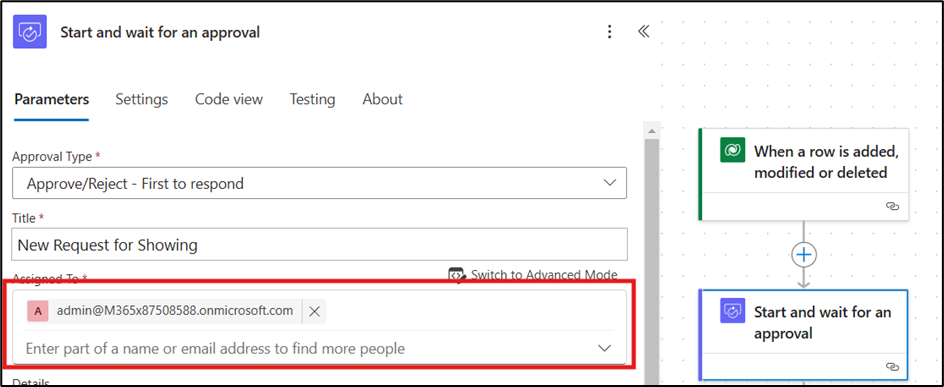 Start and wait for an approval
Parameters Settings Code view Testing About
Approval Type *
Approve/Reject - First to respond
Title *
New Request for Showing
Assigned To *
Switch to Advanced Mode
A admin@M365x87508588.onmicrosoft.com
Enter part of a name or email address to find more people
Details
When a row is added,
modified or deleted
Start and wait for an
approval